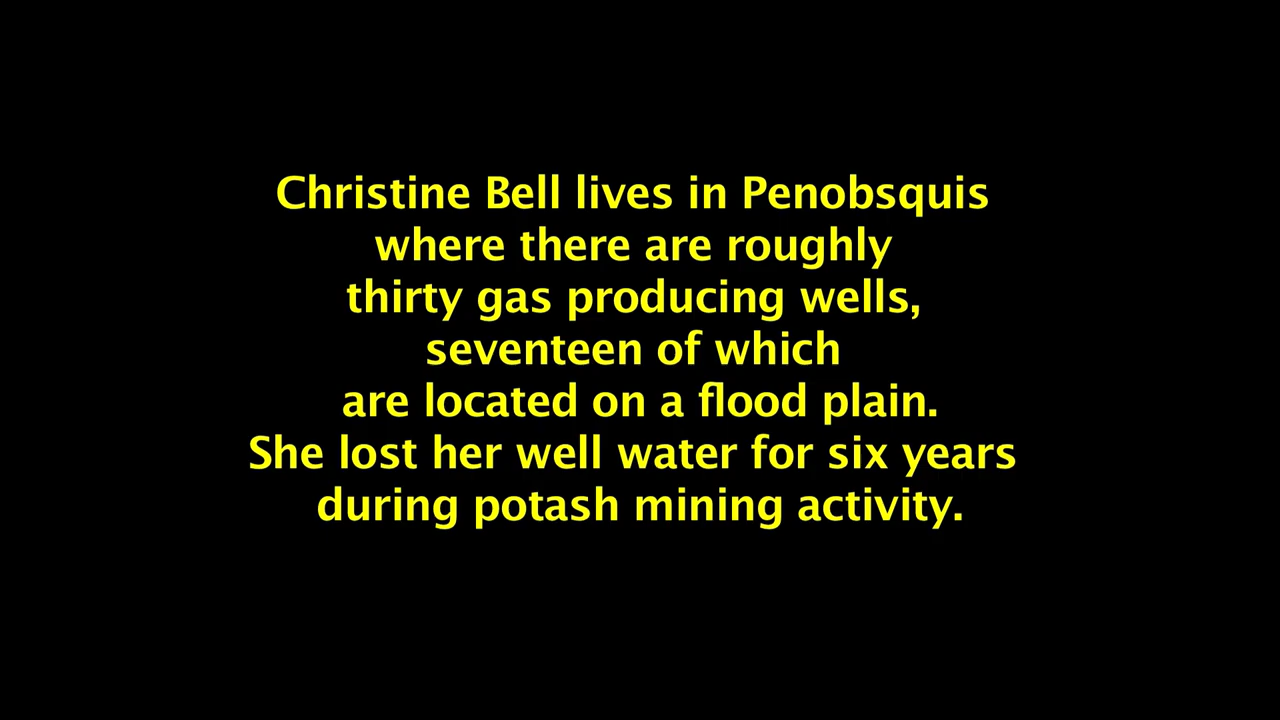 Christine Bell lives in Penobsquis
where there are roughly
thirty gas producing wells,
seventeen of which
are located on a flood plain.
She lost her well water for six years
during potash mining activity.